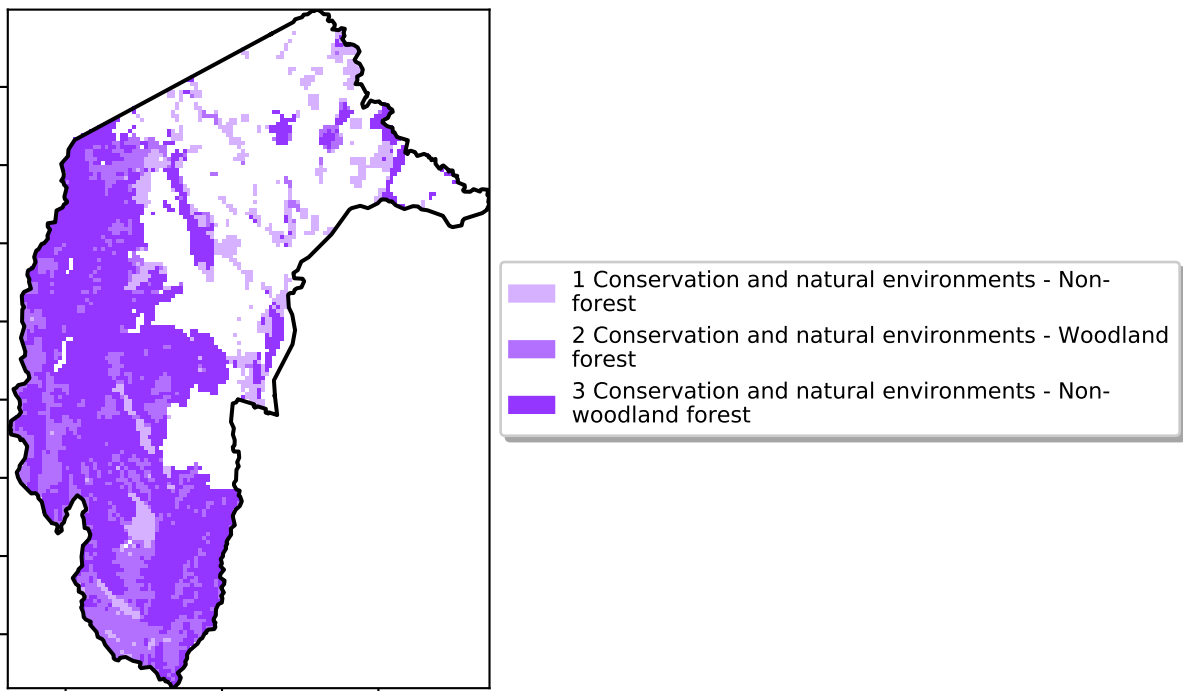 1 Conservation and natural environments - Non-
forest
2 Conservation and natural environments - Woodland
forest
3 Conservation and natural environments - Non-
woodland forest